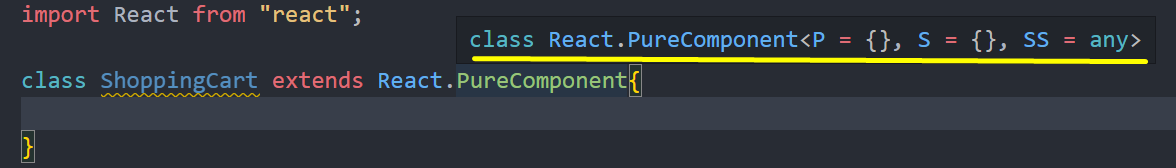 import React from "react";
class React.PureComponent<P = {}, S = {}, SS = any>
class ShoppingCart extends React.PureComponent{
}